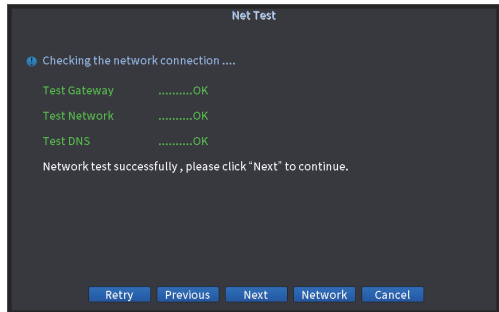 Net Test
Checking the network connection ....
Test Gateway ..........OK
Test Network ..........OK
Test DNS ..........OK
Network test successfully , please click "Next" to continue.
Retry Previous Next Network Cancel